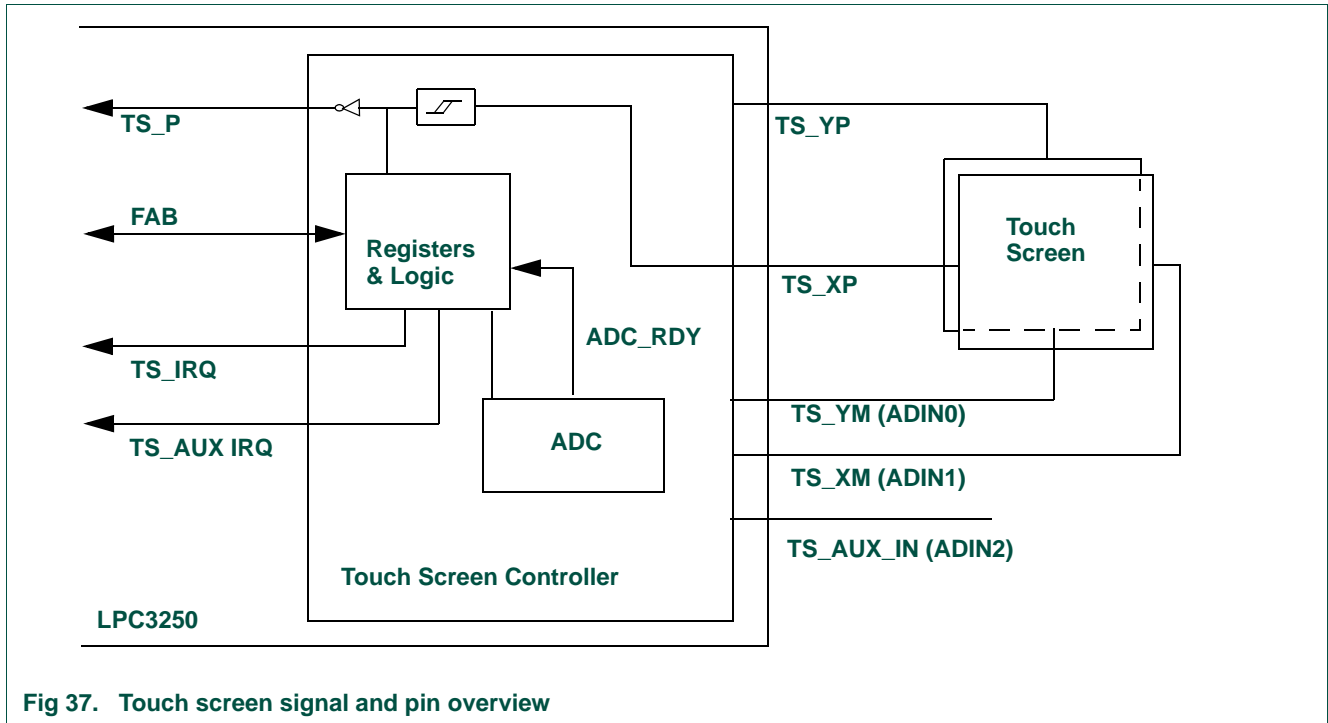 TS_P
TS_YP
FAB
Registers
& Logic
Touch
Screen
TS_XP
ADC_RDY
TS_IRQ
TS_YM (ADIN0)
TS_AUX IRQ
ADC
TS_XM (ADIN1)
TS_AUX_IN (ADIN2)
Touch Screen Controller
LPC3250
Fig 37. Touch screen signal and pin overview